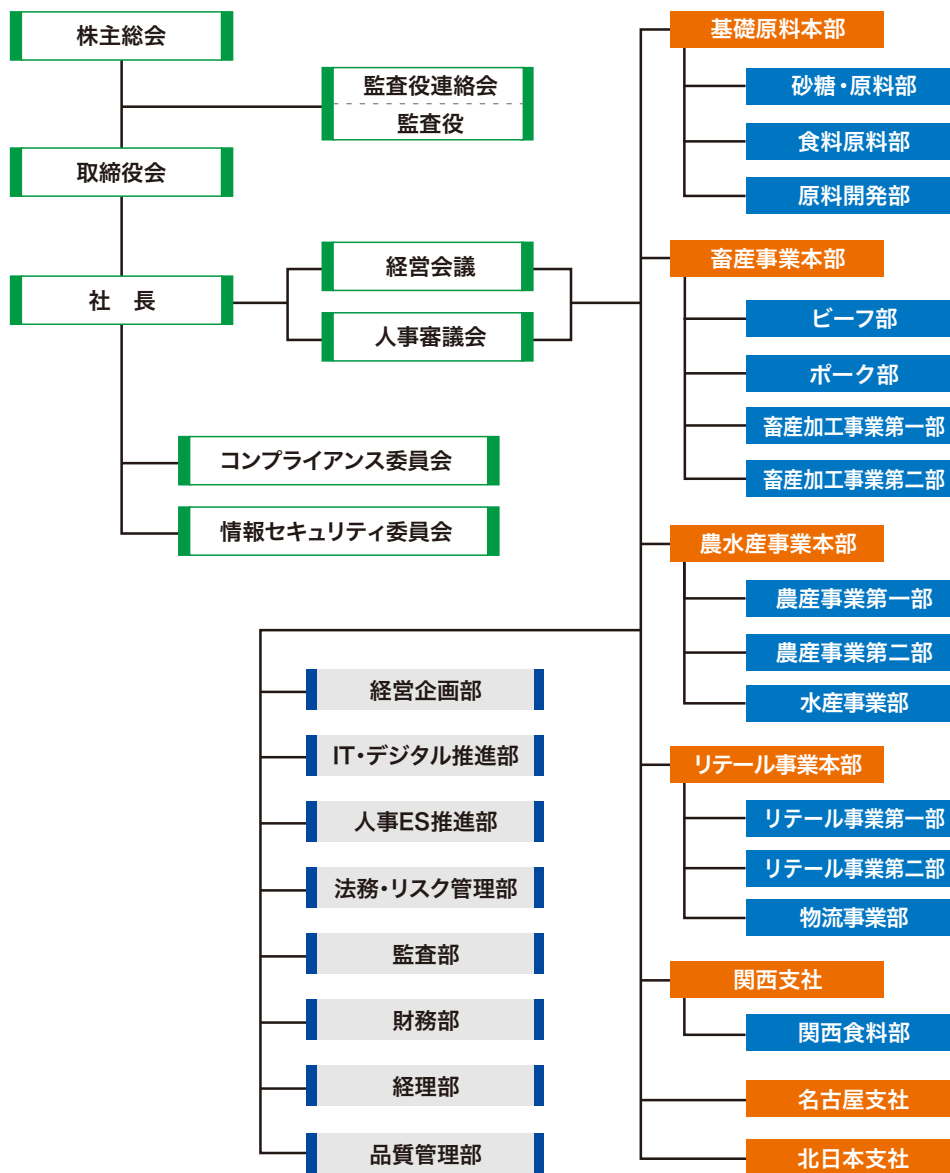 株主総会
監査役連絡会
監査役
取締役会
社　長
経営会議
人事審議会
コンプライアンス委員会
情報セキュリティ委員会
経営企画部
IT・デジタル推進部
人事ES推進部
法務・リスク管理部
監査部
財務部
経理部
品質管理部
基礎原料本部
砂糖・原料部
食料原料部
原料開発部
畜産事業本部
ビーフ部
ポーク部
畜産加工事業第一部
畜産加工事業第二部
農水産事業本部
農産事業第一部
農産事業第二部
水産事業部
リテール事業本部
リテール事業第一部
リテール事業第二部
物流事業部
関西支社
関西食料部
名古屋支社
北日本支社